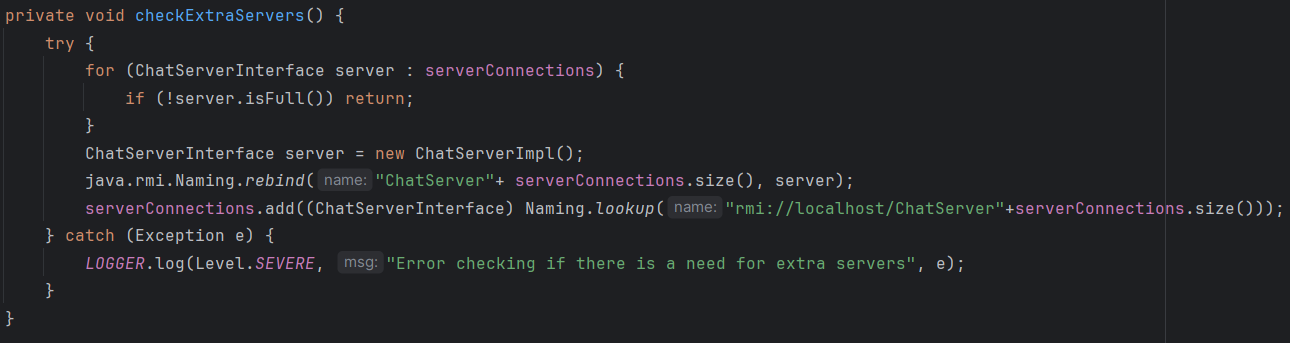 private void checkExtraServers() {
try {
for (ChatServerInterface server : serverConnections) {
if (!server.isFull()) return;
}
ChatServerInterface server = new ChatServerImpl();
java.rmi.Naming.rebind( name: "ChatServer"+ serverConnections.size(), server);
serverConnections.add((ChatServerInterface) Naming.lookup( name: "rmi://localhost/ChatServer"+serverConnections.size()));
} catch (Exception e) {
LOGGER.log(Level.SEVERE, msg: "Error checking if there is a need for extra servers", e);
}
}